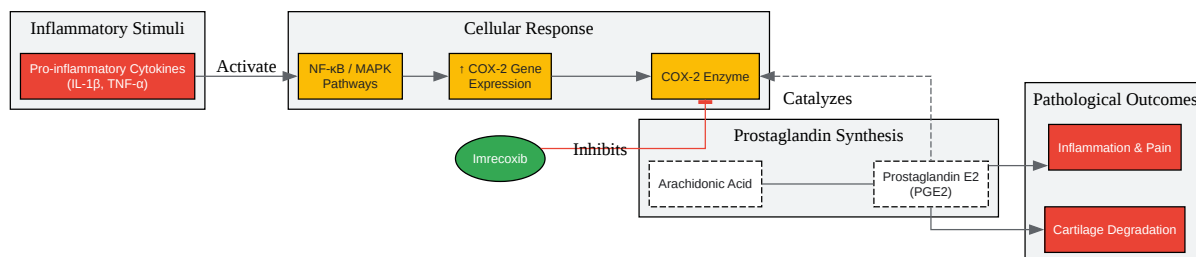 Inflammatory Stimuli
Pro-inflammatory Cytokines
(IL-1β, TNF-α)
Activate
Cellular Response
NF-κB / MAPK
Pathways
↑ COX-2 Gene
Expression
COX-2 Enzyme
Catalyzes
Imrecoxib
Inhibits
Prostaglandin Synthesis
Arachidonic Acid
Prostaglandin E2
(PGE2)
Pathological Outcomes
Inflammation & Pain
Cartilage Degradation